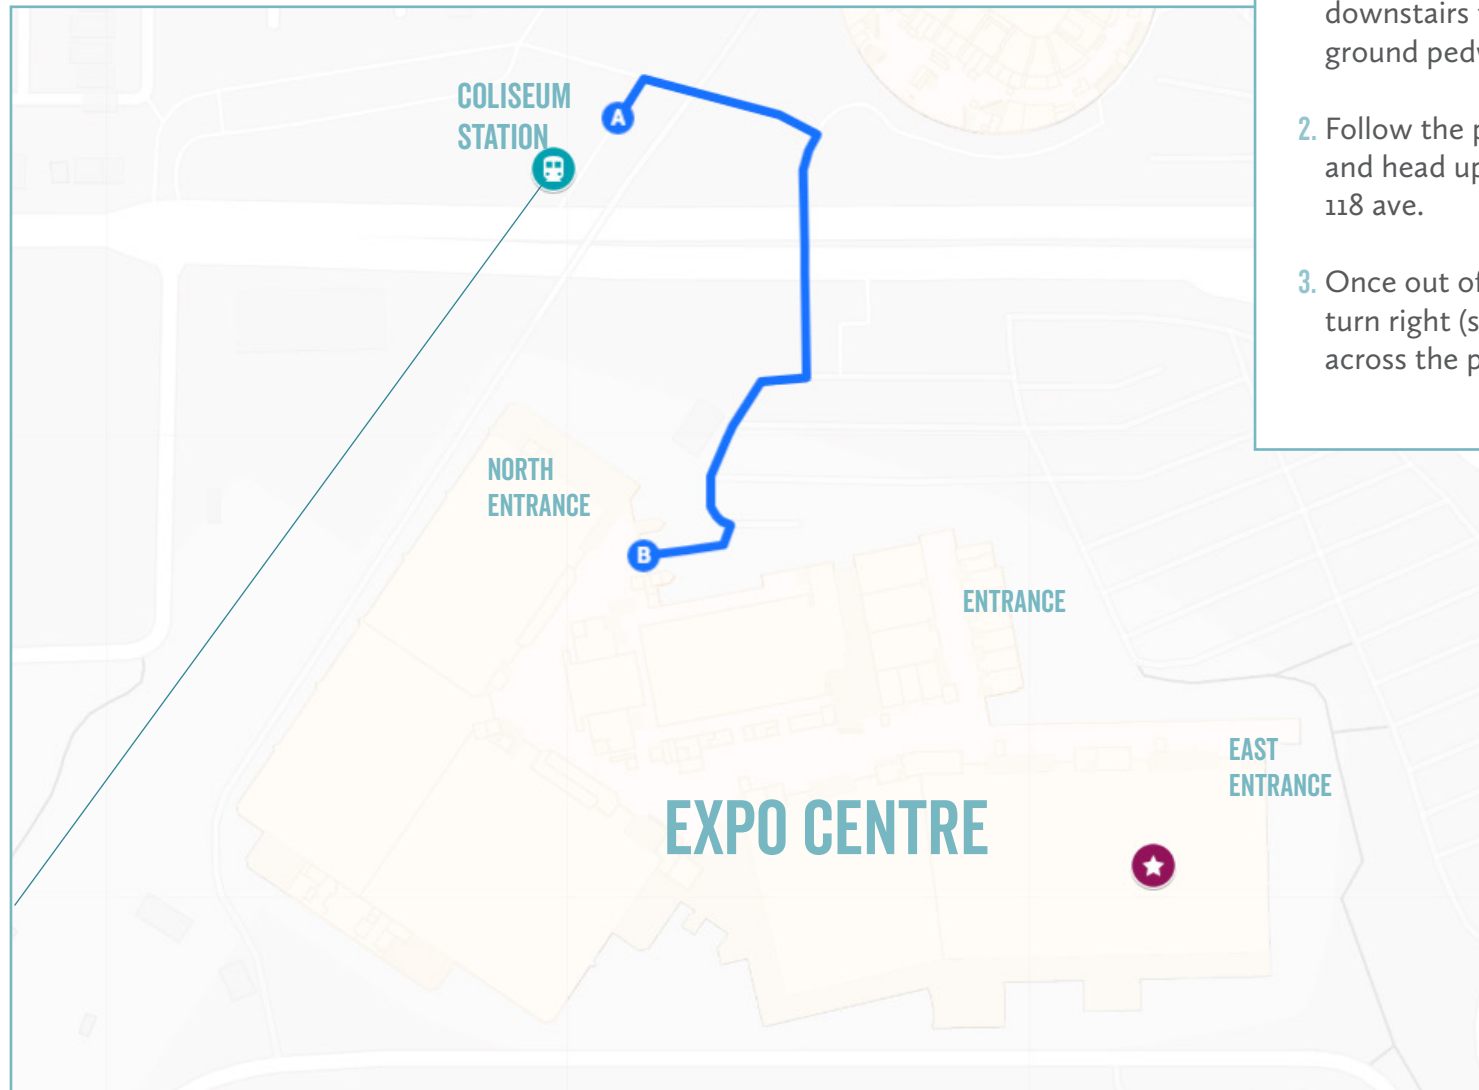 COLISEUM
STATION
A
NORTH
ENTRANCE
B
ENTRANCE
EAST
ENTRANCE
EXPO CENTRE
downstairs
ground
2. Follow the
and head up
118 ave.
3. Once out of
turn right
across the